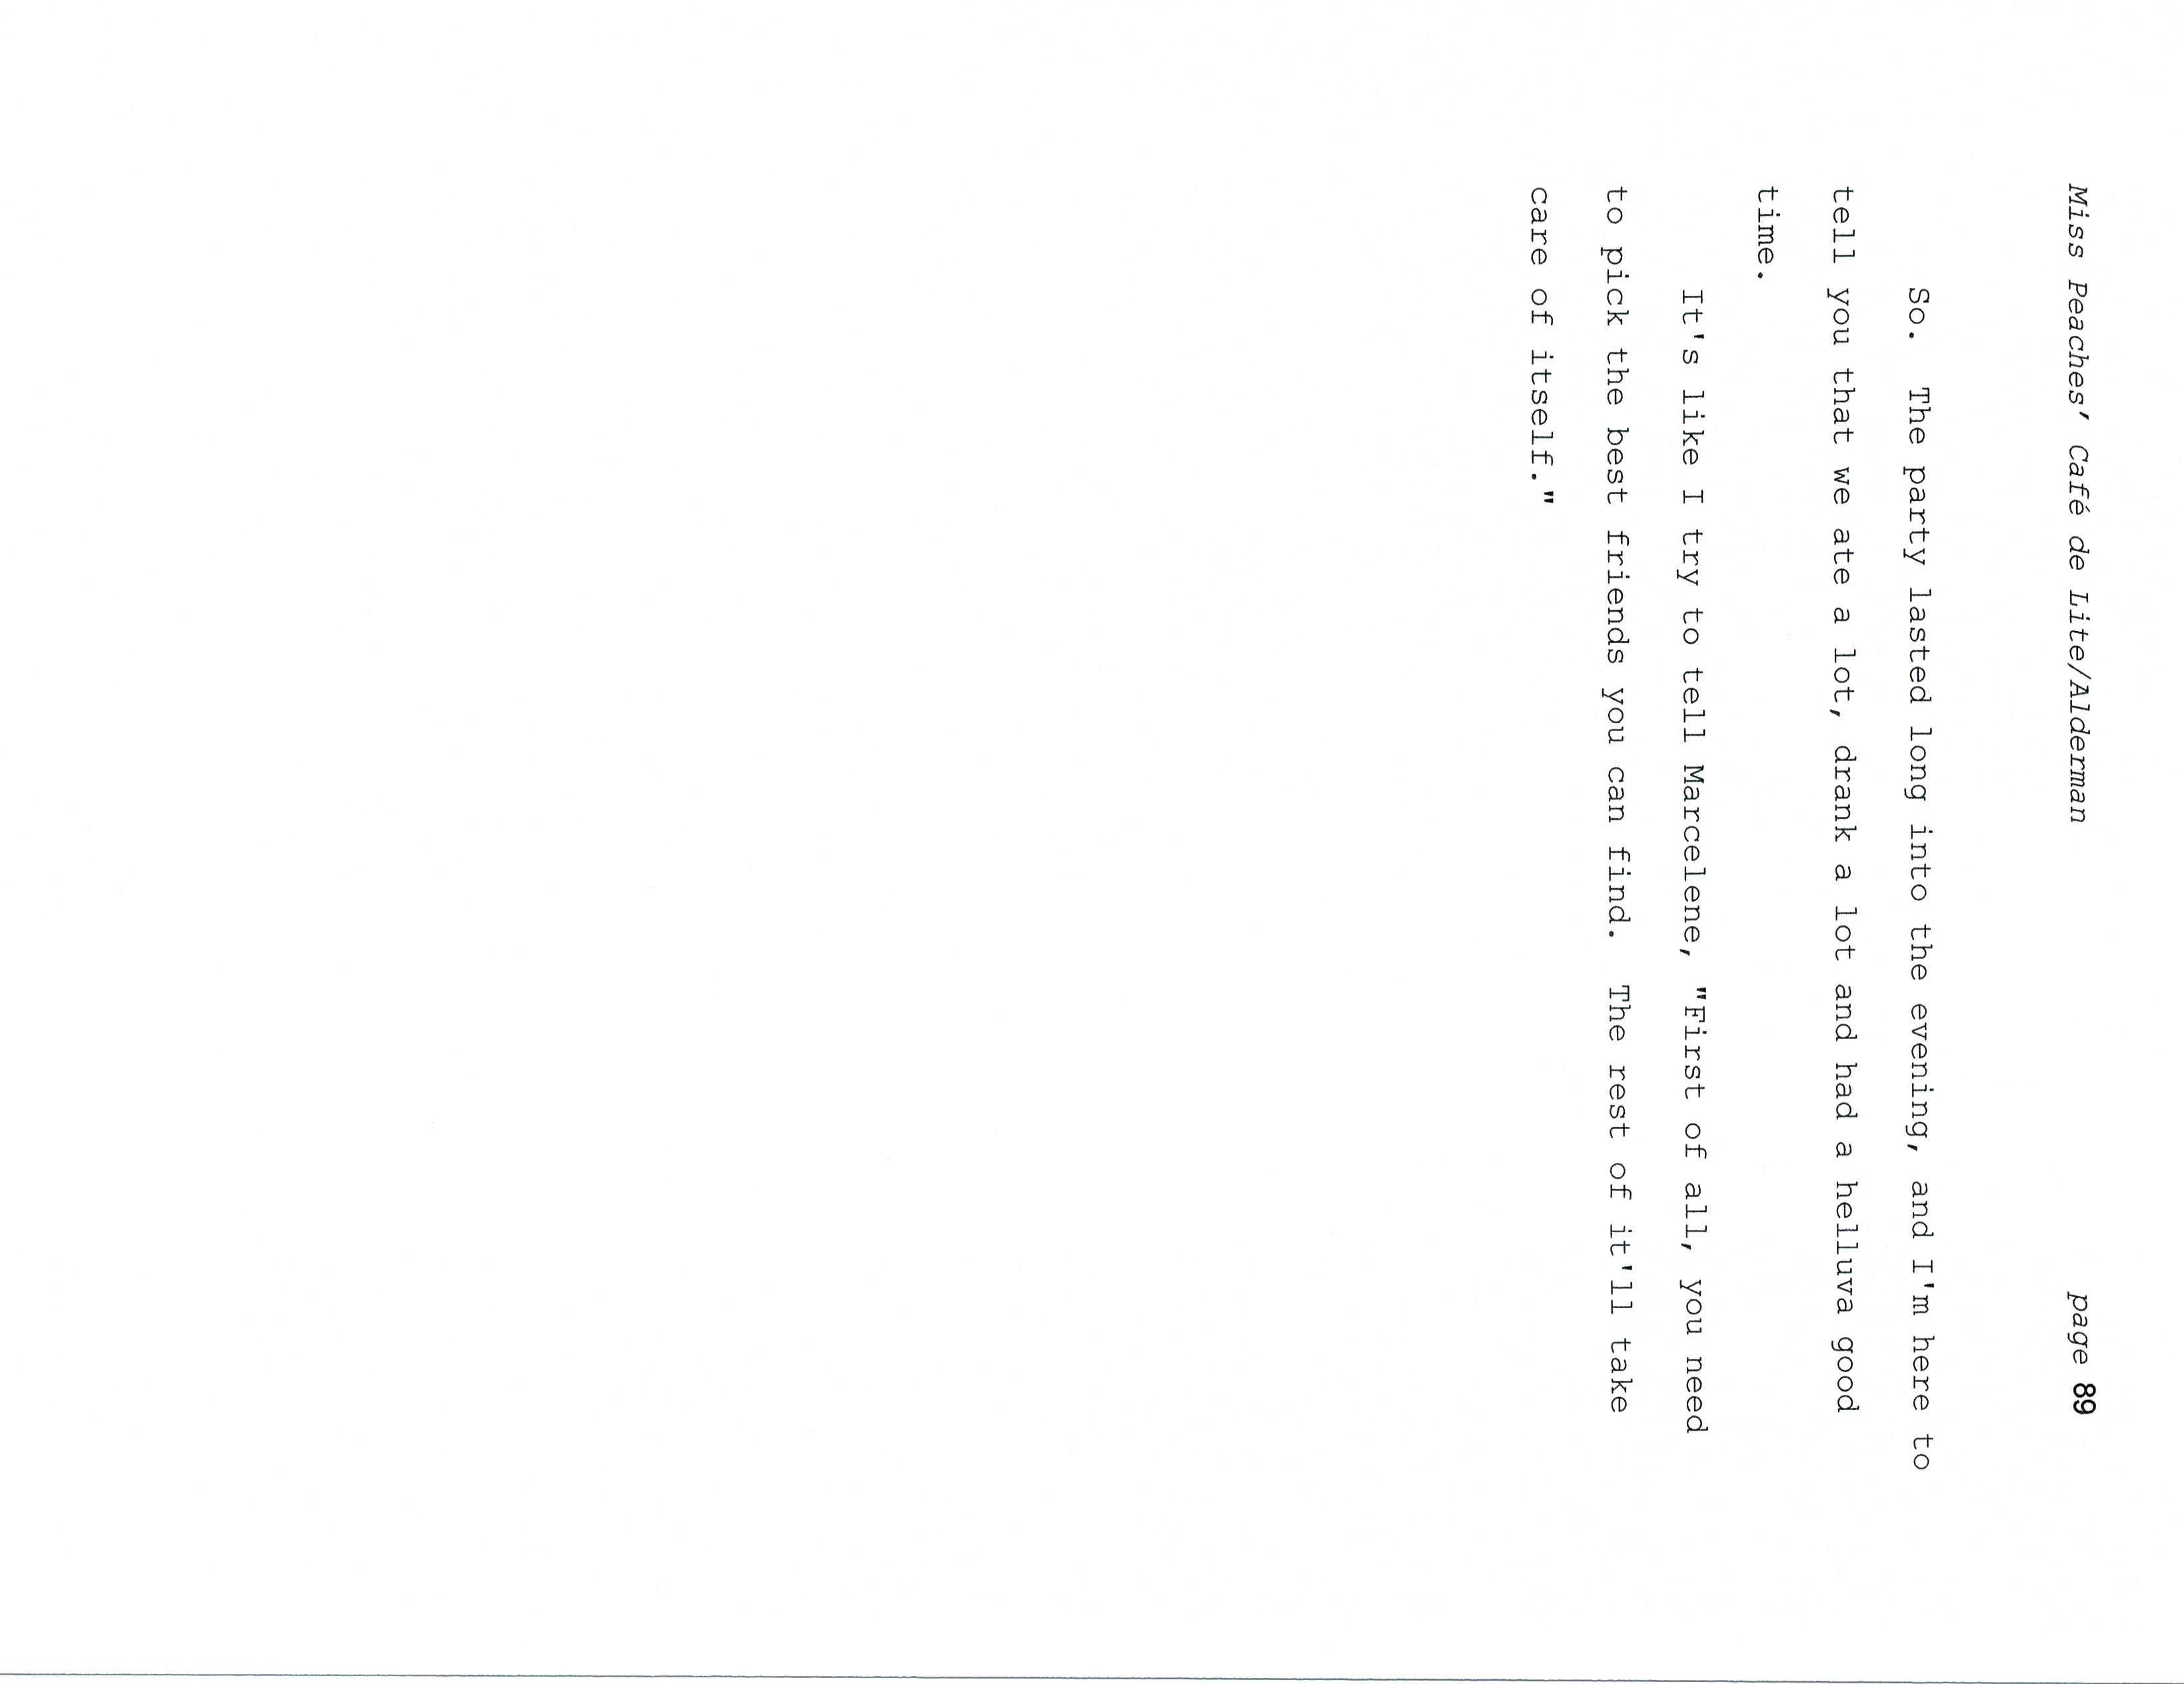 Miss Peaches' Café de Lite/Alderman page 89
So.  The party lasted long into the evening, and I'm here to
tell you that we ate a lot, drank a lot and had a helluva good
time.
It's like I try to tell Marcelene, "First of all, you need
to pick the best friends you can find.  The rest of it'll take
care of itself."